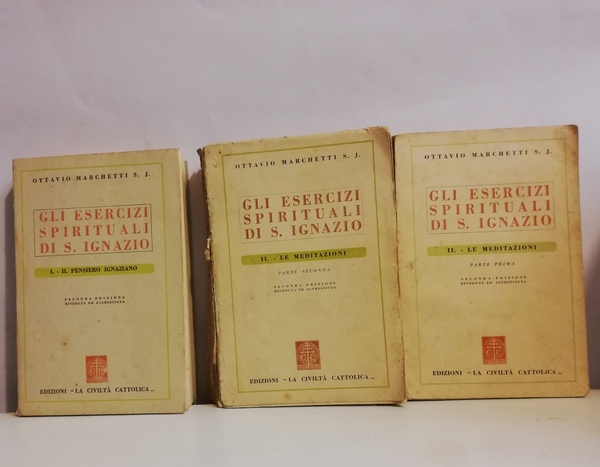 OTTAVIO MARCHETTI S. J.
GLI ESERCIZI
SPIRITUALI
DI S. IGNAZIO
I. - IL PENSIERO IGNAZIANO
SECONDA EDIZIONE
RIVEDUTA ED ACCRESCIUTA
EDIZIONI "LA CIVILTÀ CATTOLICA„
OTTAVIO MARCHETTI S. J.
GLI ESERCIZI
SPIRITUALI
DI S. IGNAZIO
II. - LE MEDITAZIONI
PARTE SECONDA
SECONDA EDIZIONE
RIVEDUTA ED ACCRESCIUTA
EDIZIONI "LA CIVILTÀ CATTOLICA„
OTTAVIO MARCHETTI S. J.
GLI ESERCIZI
SPIRITUALI
DI S. IGNAZIO
II. - LE MEDITAZIONI
PARTE PRIMA
SECONDA EDIZIONE
RIVEDUTA ED ACCRESCIUTA
EDIZIONI "LA CIVILTÀ CATTOLICA„